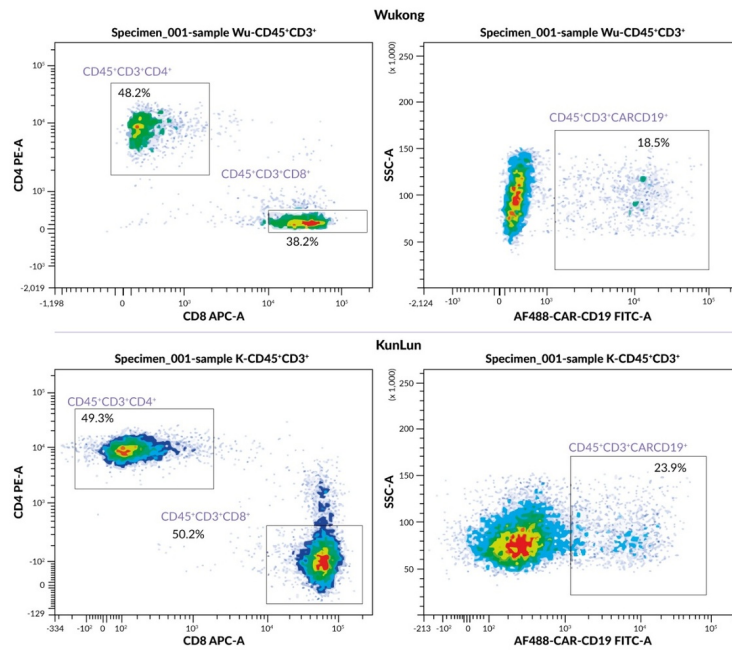 Wukong
Specimen_001-sample Wu-CD45⁺CD3⁺
CD45⁺CD3⁺CD4⁺
48.2%
CD45⁺CD3⁺CD8⁺
38.2%
CD4 PE-A
10⁵
10⁴
10²
0
-10³
-2,019
-1,198
0
10³
10⁴
10⁵
CD8 APC-A
Specimen_001-sample Wu-CD45⁺CD3⁺
(x 1,000)
CD45⁺CD3⁺CARCD19⁺
18.5%
SSC-A
250
200
150
100
50
-2,124
-10³
0
10³
10⁴
10⁵
AF488-CAR-CD19 FITC-A
KunLun
Specimen_001-sample K-CD45⁺CD3⁺
CD45⁺CD3⁺CD4⁺
49.3%
CD45⁺CD3⁺CD8⁺
50.2%
CD4 PE-A
10⁵
10⁴
10³
-10²
0
-129
-334
-10²
0
10³
10⁴
10⁵
CD8 APC-A
Specimen_001-sample K-CD45⁺CD3⁺
(x 1,000)
CD45⁺CD3⁺CARCD19⁺
23.9%
SSC-A
250
200
150
100
50
-213
-10²
0
10²
10³
10⁴
10⁵
AF488-CAR-CD19 FITC-A